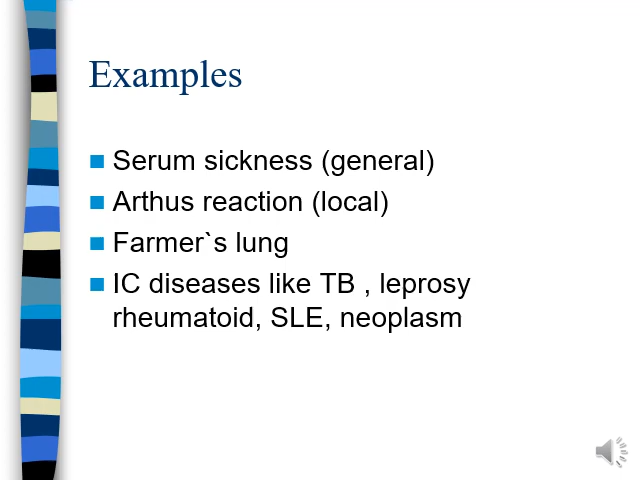 Examples
Serum sickness (general)
Arthus reaction (local)
Farmer`s lung
IC diseases like TB , leprosy
rheumatoid, SLE, neoplasm